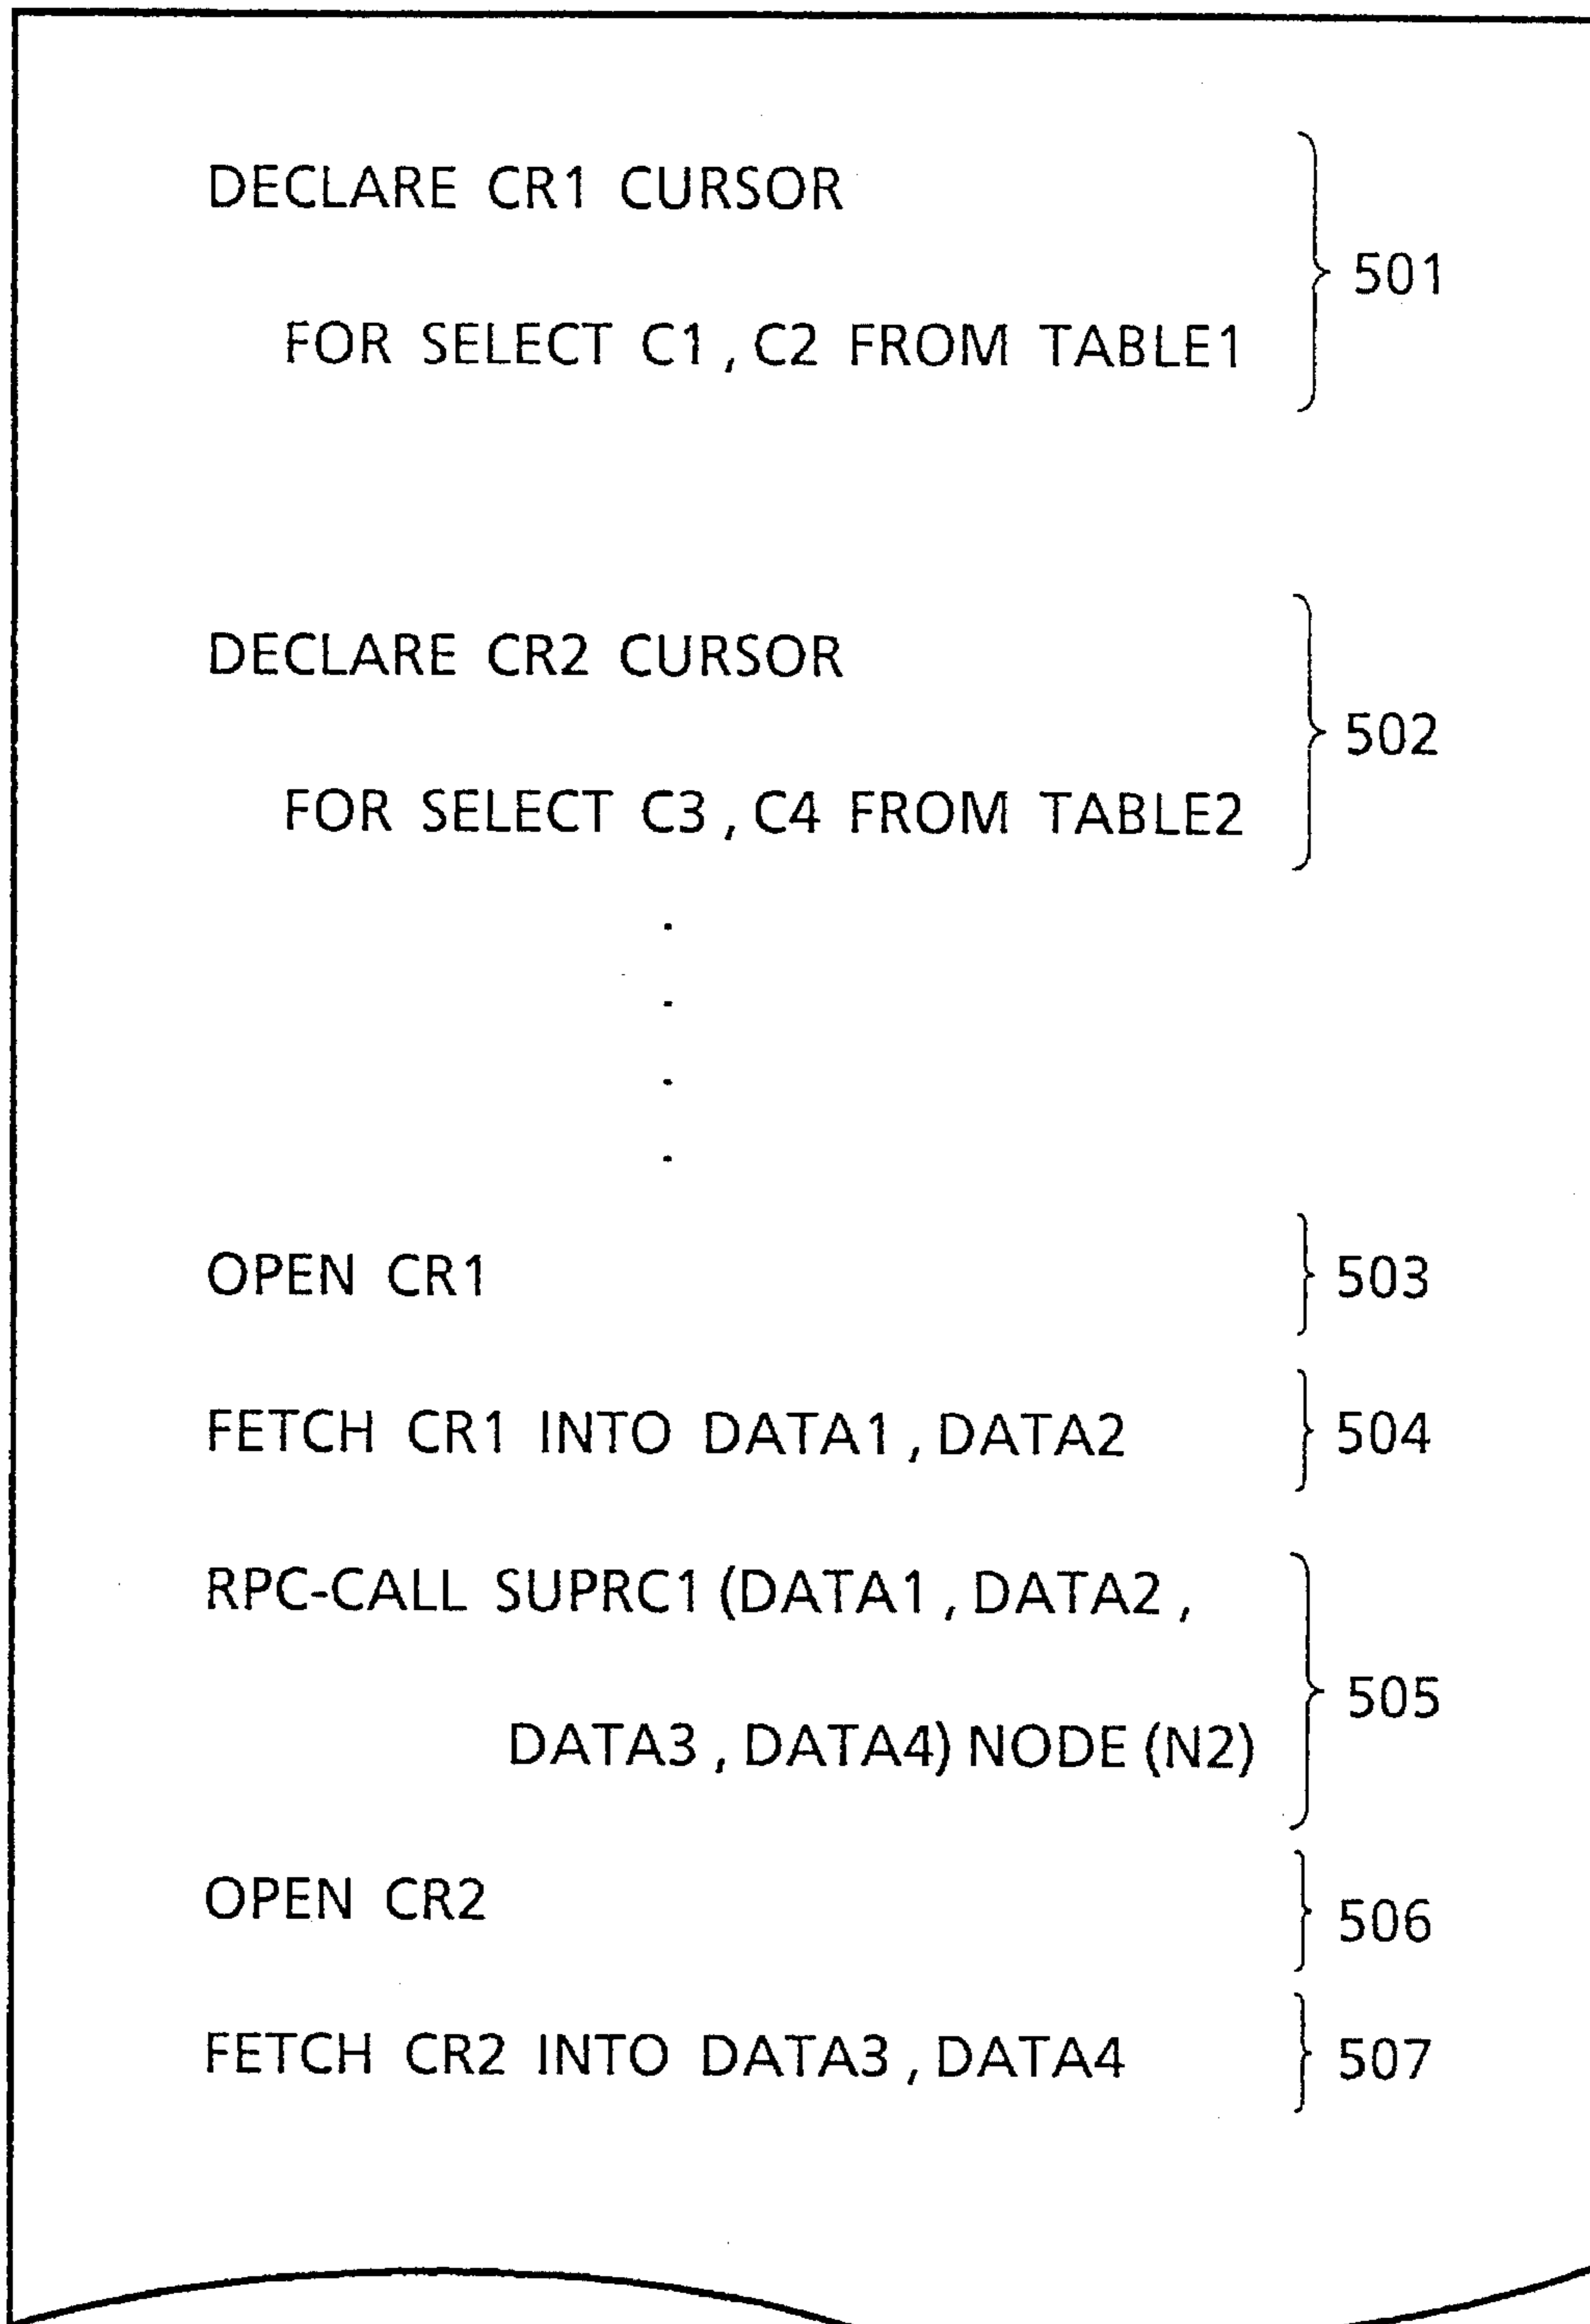 DECLARE CR1 CURSOR
501
FOR SELECT C1, C2 FROM TABLE1
DECLARE CR2 CURSOR
502
FOR SELECT C3, C4 FROM TABLE2
OPEN CR1 503
FETCH CR1 INTO DATA1, DATA2 504
RPC-CALL SUPRC1 (DATA1, DATA2,
505
DATA3, DATA4) NODE (N2)
OPEN CR2 506
FETCH CR2 INTO DATA3, DATA4 507